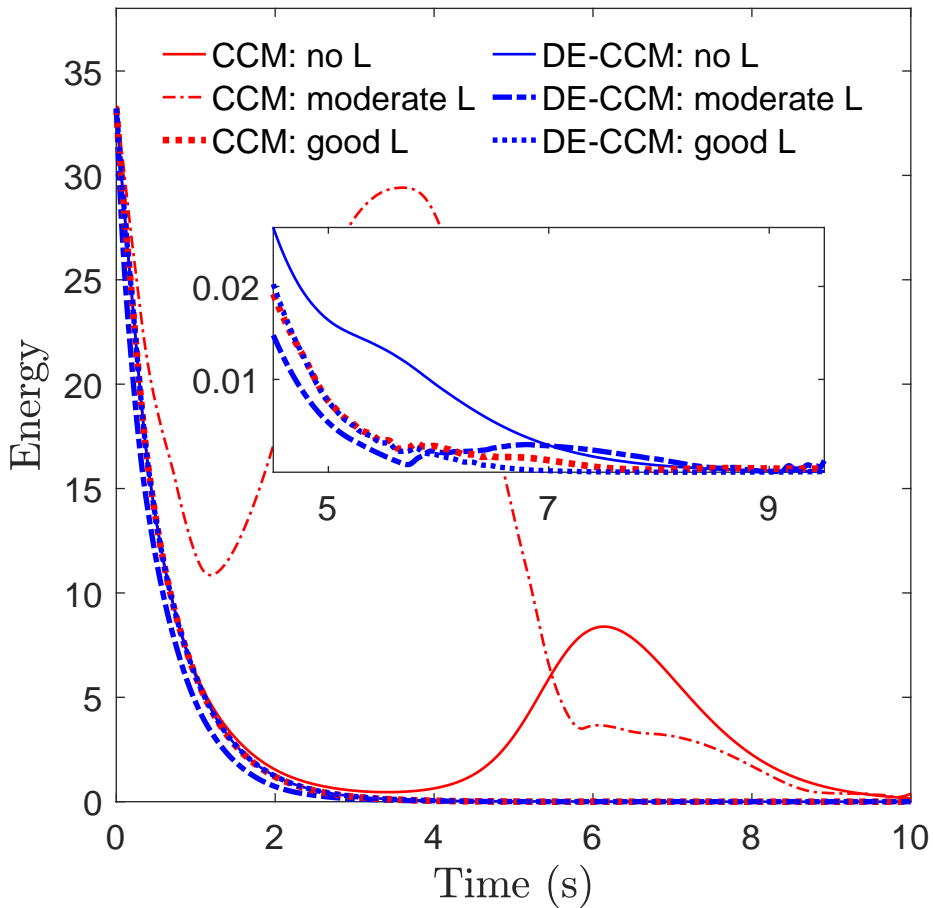 35
30
25
20
15
10
5
0
Energy
CCM: no L
CCM: moderate L
CCM: good L
DE-CCM: no L
DE-CCM: moderate L
DE-CCM: good L
0.02
0.01
5 7 9
0 2 4 6 8 10
Time (s)